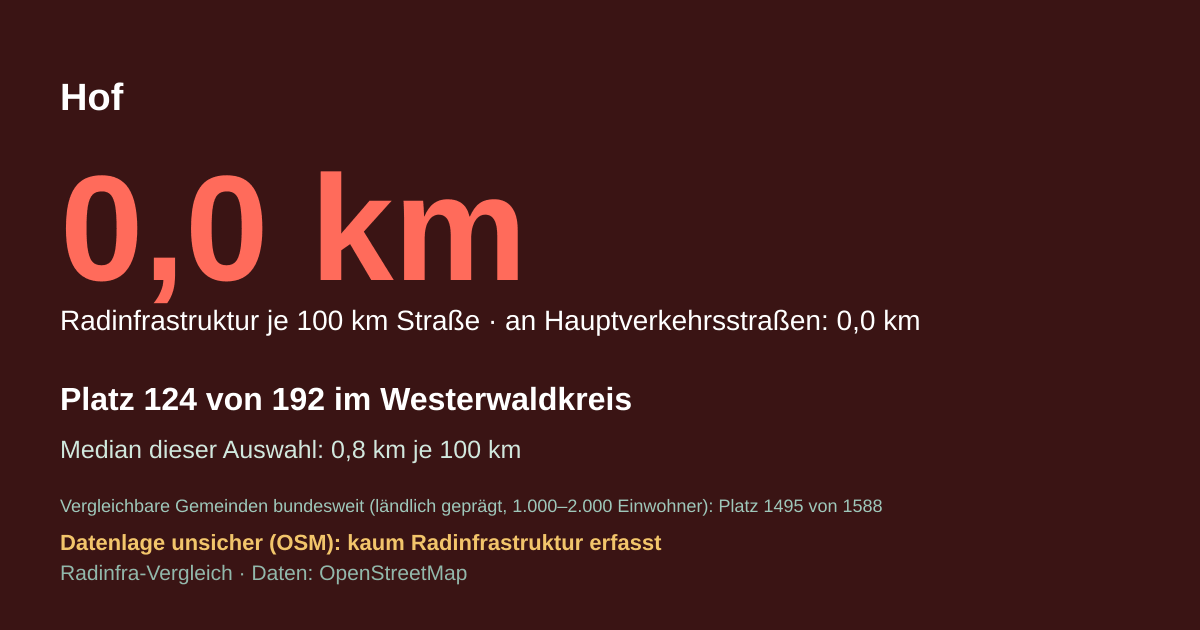 Hof
0,0 km
Radinfrastruktur je 100 km Straße · an Hauptverkehrsstraßen: 0,0 km
Platz 124 von 192 im Westerwaldkreis
Median dieser Auswahl: 0,8 km je 100 km
Vergleichbare Gemeinden bundesweit (ländlich geprägt, 1.000–2.000 Einwohner): Platz 1495 von 1588
Datenlage unsicher (OSM): kaum Radinfrastruktur erfasst
Radinfra-Vergleich · Daten: OpenStreetMap